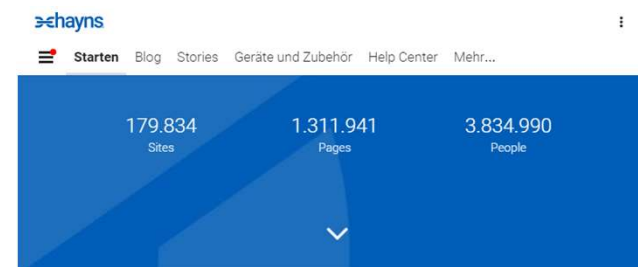 chayns
Starten Blog Stories Geräte und Zubehör Help Center Mehr...
179.834 1.311.941 3.834.990
Sites Pages People